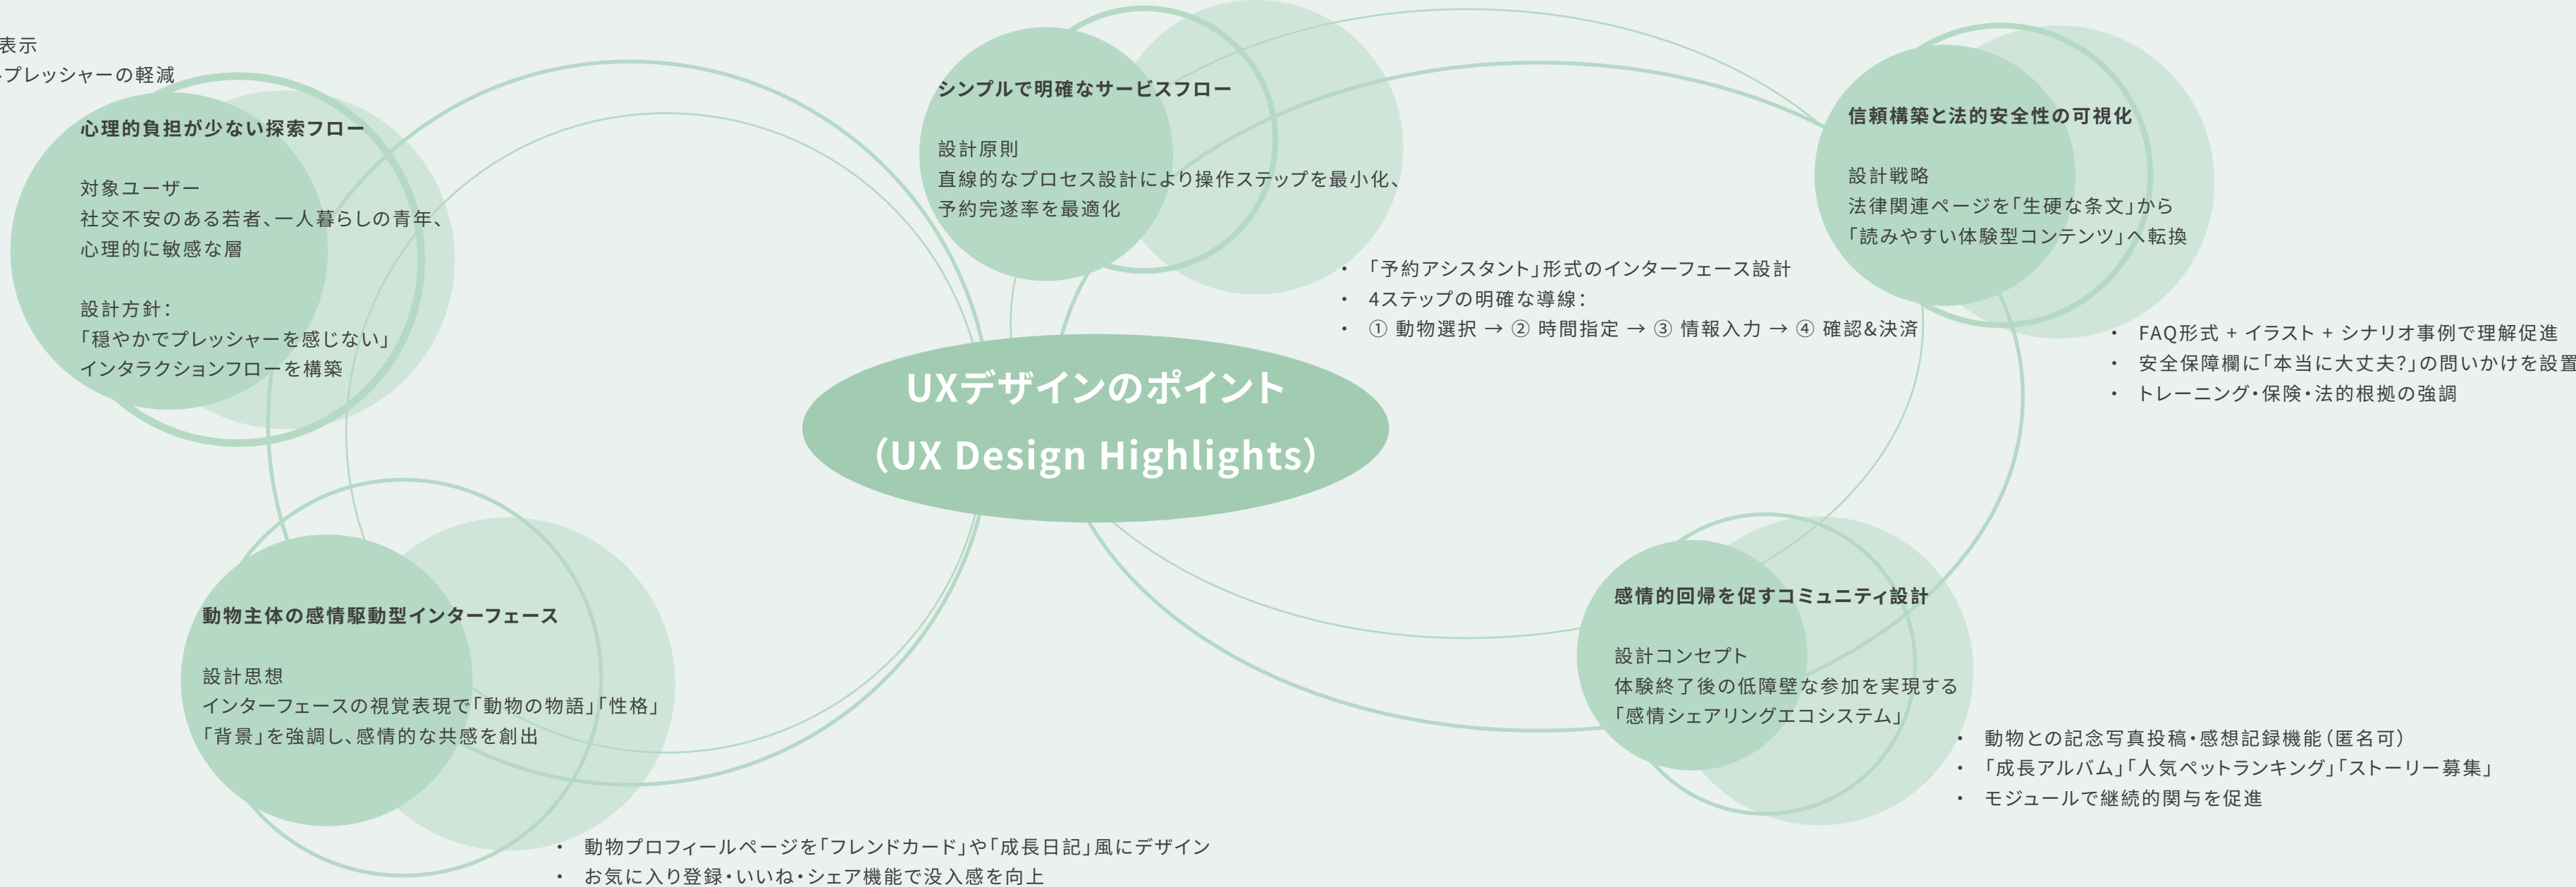 表示
プレッシャーの軽減
心理的負担が少ない探索フロー
対象ユーザー
社交不安のある若者、一人暮らしの青年、
心理的に敏感な層
設計方針：
「穏やかでプレッシャーを感じない」
インタラクションフローを構築
シンプルで明確なサービスフロー
設計原則
直線的なプロセス設計により操作ステップを最小化、
予約完遂率を最適化
・ 「予約アシスタント」形式のインターフェース設計
・ 4ステップの明確な導線：
・ ① 動物選択 → ② 時間指定 → ③ 情報入力 → ④ 確認&決済
信頼構築と法的安全性の可視化
設計戦略
法律関連ページを「生硬な条文」から
「読みやすい体験型コンテンツ」へ転換
・ FAQ形式 + イラスト + シナリオ事例で理解促進
・ 安全保障欄に「本当に大丈夫？」の問いかけを設置
・ トレーニング・保険・法的根拠の強調
UXデザインのポイント
（UX Design Highlights）
動物主体の感情駆動型インターフェース
設計思想
インターフェースの視覚表現で「動物の物語」「性格」
「背景」を強調し、感情的な共感を創出
・ 動物プロフィールページを「フレンドカード」や「成長日記」風にデザイン
・ お気に入り登録・いいね・シェア機能で没入感を向上
感情的回帰を促すコミュニティ設計
設計コンセプト
体験終了後の低障壁な参加を実現する
「感情シェアリングエコシステム」
・ 動物との記念写真投稿・感想記録機能（匿名可）
・ 「成長アルバム」「人気ペットランキング」「ストーリー募集」
・ モジュールで継続的関与を促進